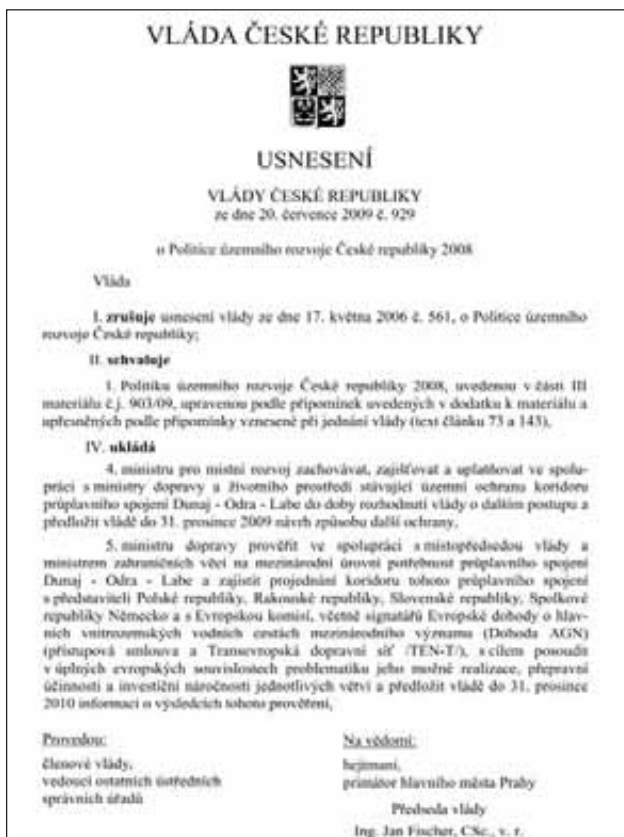 VLÁDA ČESKÉ REPUBLIKY
USNESENÍ
VLÁDY ČESKÉ REPUBLIKY
ze dne 20. července 2009 č. 929
o Politice územního rozvoje České republiky 2008
Vláda
I. zrušuje usnesení vlády ze dne 17. května 2006 č. 561, o Politice územního
rozvoje České republiky;
II. schvaluje
1. Politiku územního rozvoje České republiky 2008, uvedenou v části III
materiálu č.j. 903/09, upravenou podle připomínek uvedených v dodatku k materiálu a
upřesněných podle připomínky vznesené při jednání vlády (text článku 73 a 143),
IV. ukládá
4. ministru pro místní rozvoj zachovávat, zajišťovat a uplatňovat ve spolu-
práci s ministry dopravy a životního prostředí stávající územní ochranu koridoru
průplavního spojení Dunaj - Odra - Labe do doby rozhodnutí vlády o dalším postupu a
předložit vládě do 31. prosince 2009 návrh způsobu další ochrany,
5. ministru dopravy prověřit ve spolupráci s místopředsedou vlády a
ministrem zahraničních věcí na mezinárodní úrovni potřebnost průplavního spojení
Dunaj - Odra - Labe a zajistit projednání koridoru tohoto průplavního spojení
s představiteli Polské republiky, Rakouské republiky, Slovenské republiky, Spolkové
republiky Německo a s Evropskou komisí, včetně signatářů Evropské dohody o hlav-
ních vnitrozemských vodních cestách mezinárodního významu (Dohoda AGN)
(přístupová smlouva a Transevropská dopravní síť /TEN-T/), s cílem posoudit
v úplných evropských souvislostech problematiku jeho možné realizace, přepravní
účinnosti a investiční náročnosti jednotlivých větví a předložit vládě do 31. prosince
2010 informaci o výsledcích tohoto prověření,
Provedou:
členové vlády,
vedoucí ostatních ústředních
správních úřadů
Na vědomí:
hejtmani,
primátor hlavního města Prahy
Předseda vlády
Ing. Jan Fischer, CSc., v. r.